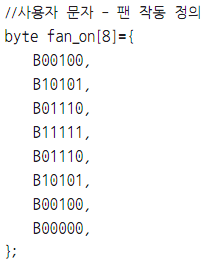 //사용자 문자 - 팬 작동 정의
byte fan_on[8]={
B00100,
B10101,
B01110,
B11111,
B01110,
B10101,
B00100,
B00000,
};